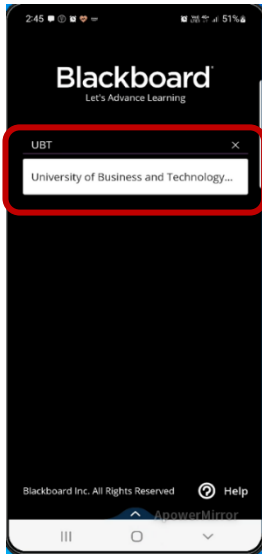 2:45 51%
Blackboard
Let's Advance Learning
UBT ×
University of Business and Technology...
Blackboard Inc. All Rights Reserved Help
ApowerMirror